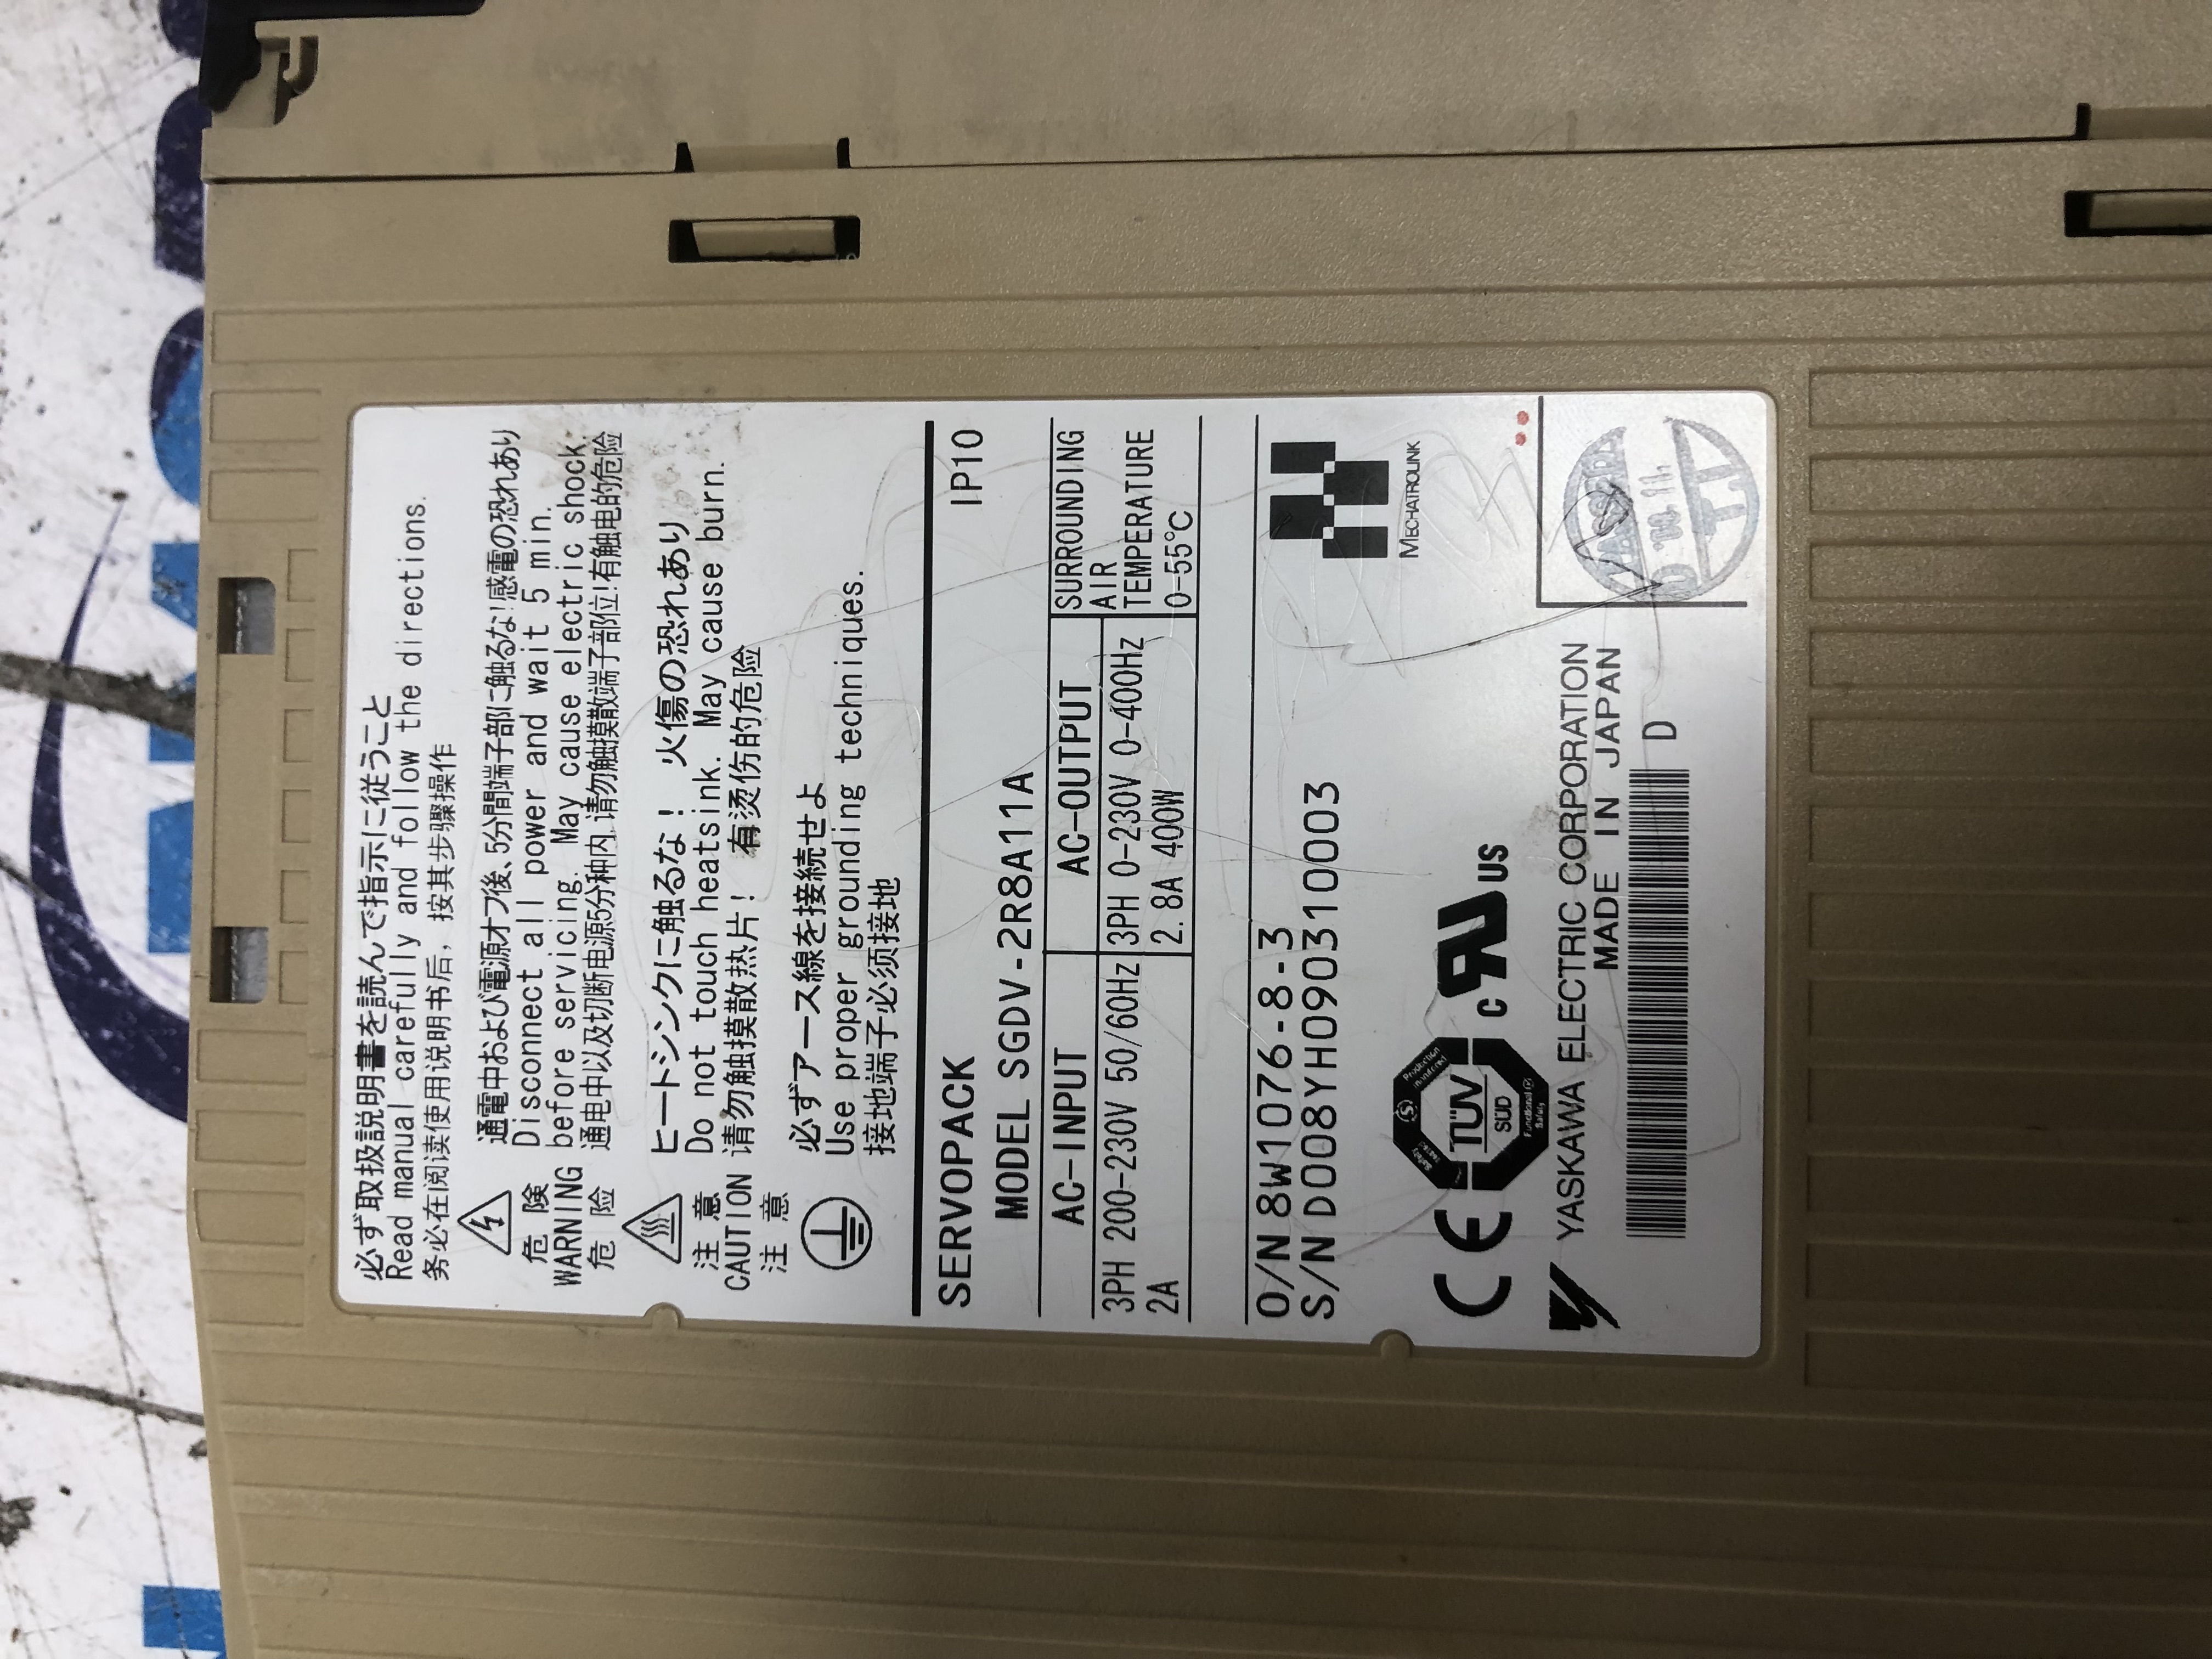 必ず取扱説明書を読んで指示に従うこと
Read manual carefully and follow the directions.
务必在阅读使用说明书后，按其步骤操作
危 険
WARNING
危 险
通電中および電源オフ後、5分間端子部に触るな！感電の恐れあり
Disconnect all power and wait 5 min.
before servicing. May cause electric shock.
通电中以及切断电源5分钟内，请勿触摸散端子部位！有触电的危险
注 意
CAUTION
注 意
ヒートシンクに触るな！ 火傷の恐れあり
Do not touch heatsink. May cause burn.
请勿触摸散热片！ 有烫伤的危险
必ずアース線を接続せよ
Use proper grounding techniques.
接地端子必须接地
SERVOPACK IP10
MODEL SGDV-2R8A11A
AC-INPUT AC-OUTPUT SURROUNDING
AIR
TEMPERATURE
0-55℃
3PH 200-230V 50/60Hz 3PH 0-230V 0-400Hz
2A 2.8A 400W
O/N 8W1076-8-3
S/N D008YH090310003
MECHATROLINK
CE TÜV SÜD c US
YASKAWA ELECTRIC CORPORATION
MADE IN JAPAN
D
T.T